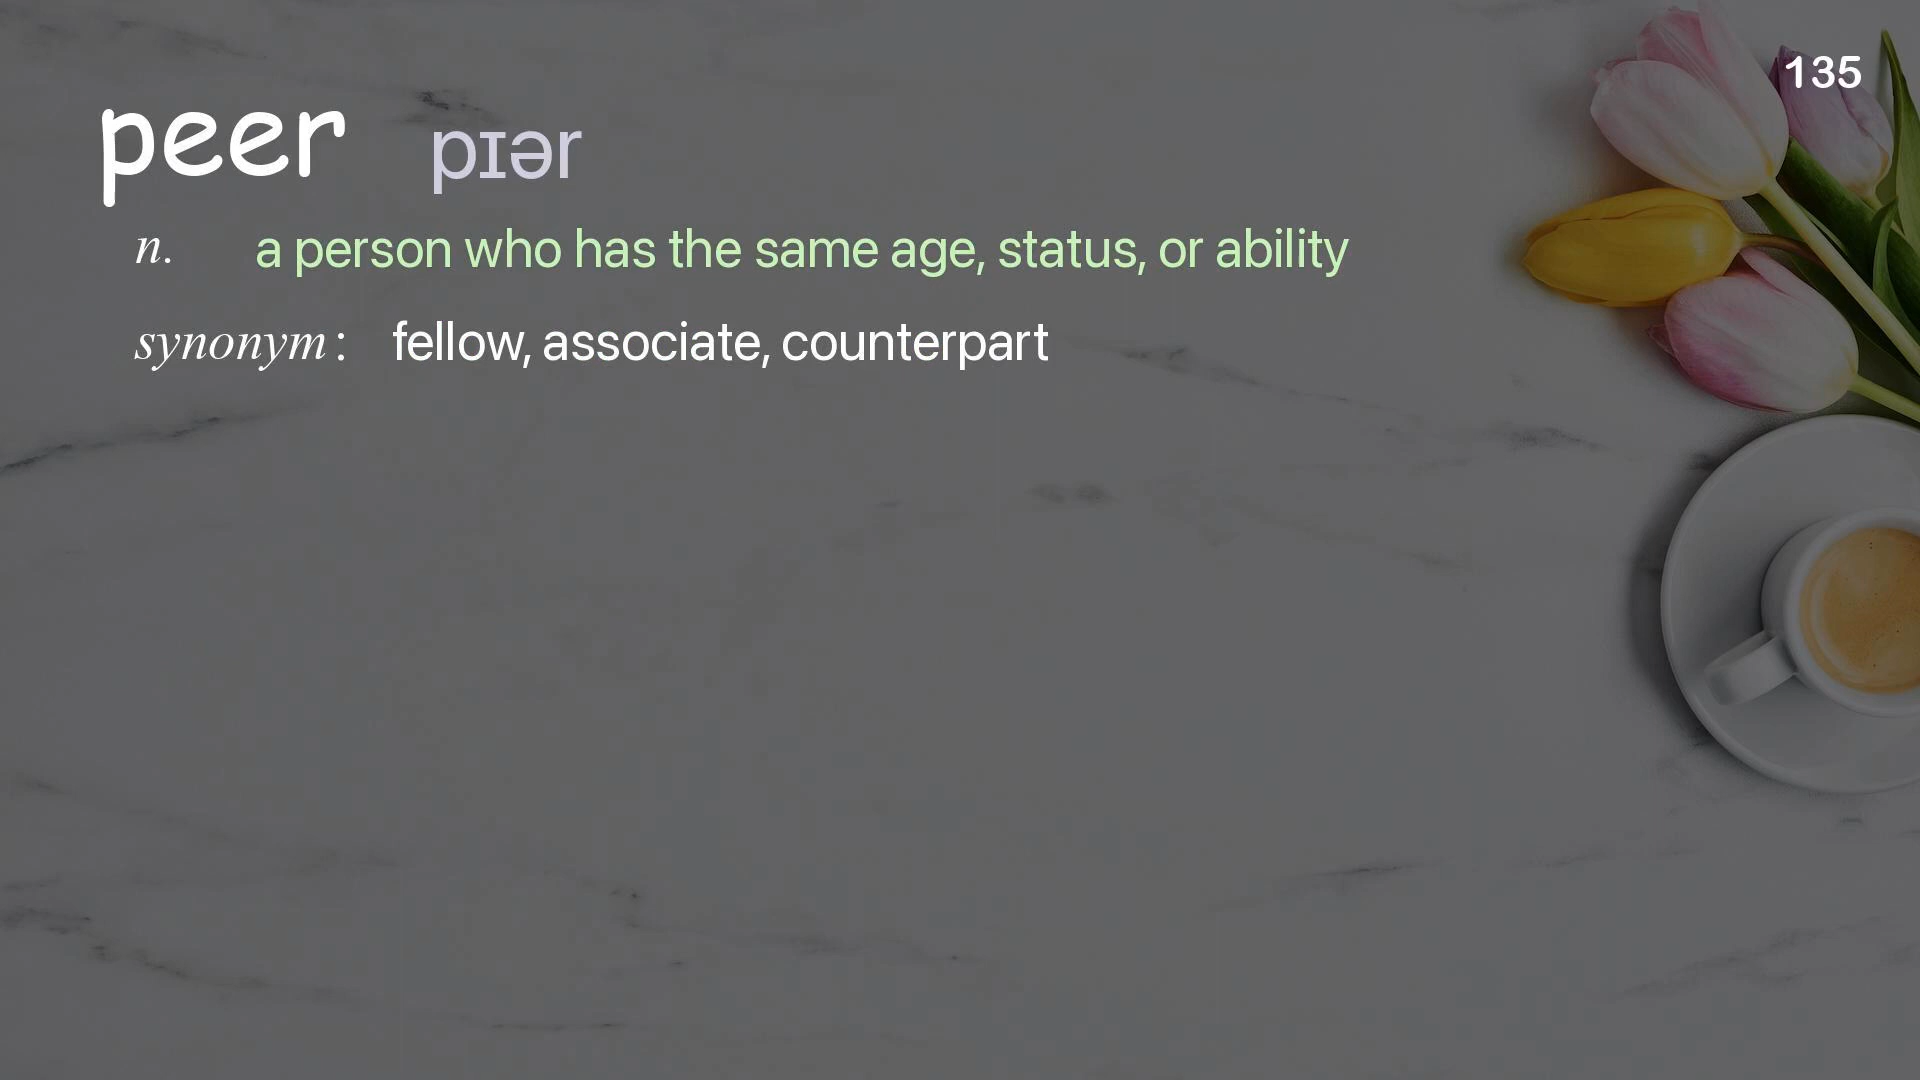 135
peer pɪər
n. a person who has the same age, status, or ability
synonym: fellow, associate, counterpart